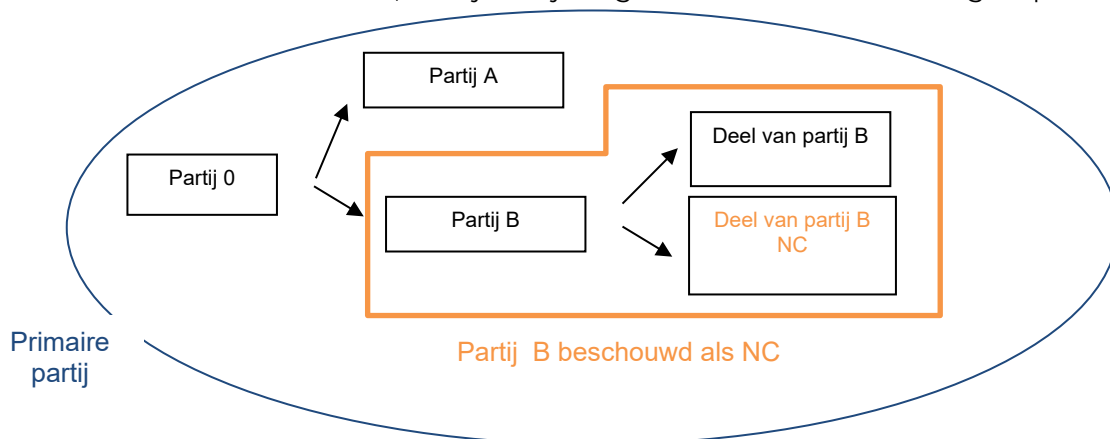 Partij A
Partij 0
Deel van partij B
Partij B
Deel van partij B
NC
Primaire
partij
Partij B beschouwd als NC